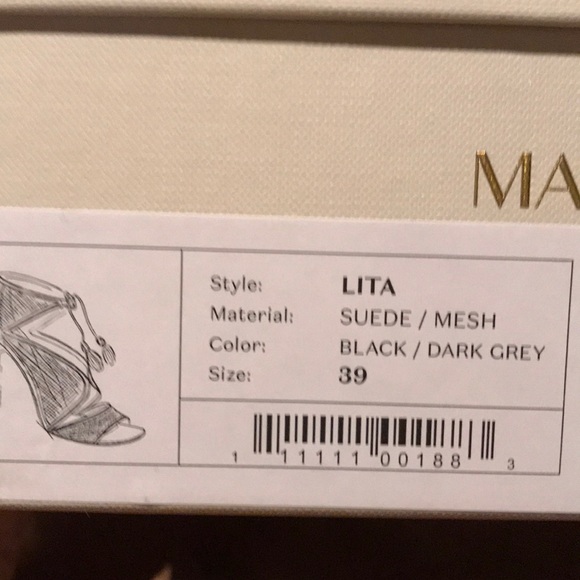 MA
Style: LITA
Material: SUEDE / MESH
Color: BLACK / DARK GREY
Size: 39
1 11111 00188 3